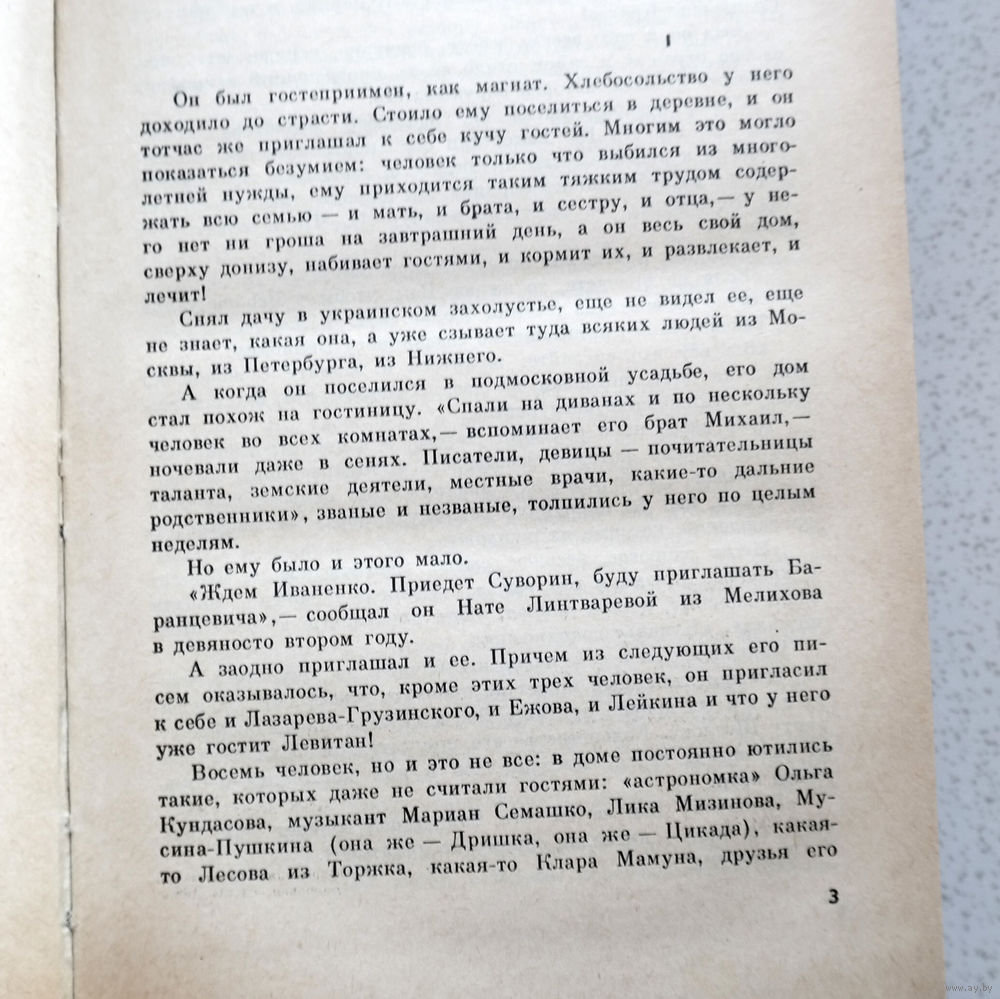 I
Он был гостеприимен, как магнат. Хлебосольство у него
доходило до страсти. Стоило ему поселиться в деревне, и он
тотчас же приглашал к себе кучу гостей. Многим это могло
показаться безумием: человек только что выбился из много-
летней нужды, ему приходится таким тяжким трудом содер-
жать всю семью — и мать, и брата, и сестру, и отца,— у не-
го нет ни гроша на завтрашний день, а он весь свой дом,
сверху донизу, набивает гостями, и кормит их, и развлекает, и
лечит!
Снял дачу в украинском захолустье, еще не видел ее, еще
не знает, какая она, а уже сзывает туда всяких людей из Мо-
сквы, из Петербурга, из Нижнего.
А когда он поселился в подмосковной усадьбе, его дом
стал похож на гостиницу. «Спали на диванах и по нескольку
человек во всех комнатах,— вспоминает его брат Михаил,—
ночевали даже в сенях. Писатели, девицы — почитательницы
таланта, земские деятели, местные врачи, какие-то дальние
родственники», званые и незваные, толпились у него по целым
неделям.
Но ему было и этого мало.
«Ждем Иваненко. Приедет Суворин, буду приглашать Ба-
ранцевича»,— сообщал он Нате Линтваревой из Мелихова
в девяносто втором году.
А заодно приглашал и ее. Причем из следующих его пи-
сем оказывалось, что, кроме этих трех человек, он пригласил
к себе и Лазарева-Грузинского, и Ежова, и Лейкина и что у него
уже гостит Левитан!
Восемь человек, но и это не все: в доме постоянно ютились
такие, которых даже не считали гостями: «астрономка» Ольга
Кундасова, музыкант Мариан Семашко, Лика Мизинова, Му-
сина-Пушкина (она же — Дришка, она же — Цикада), какая-
то Лесова из Торжка, какая-то Клара Мамуна, друзья его
3
www.ay.by